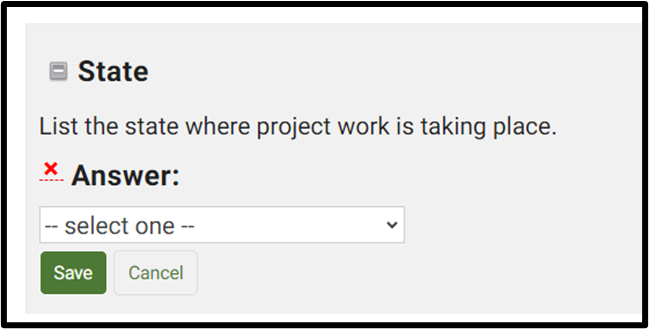 State
List the state where project work is taking place.
Answer:
-- select one --
Save Cancel